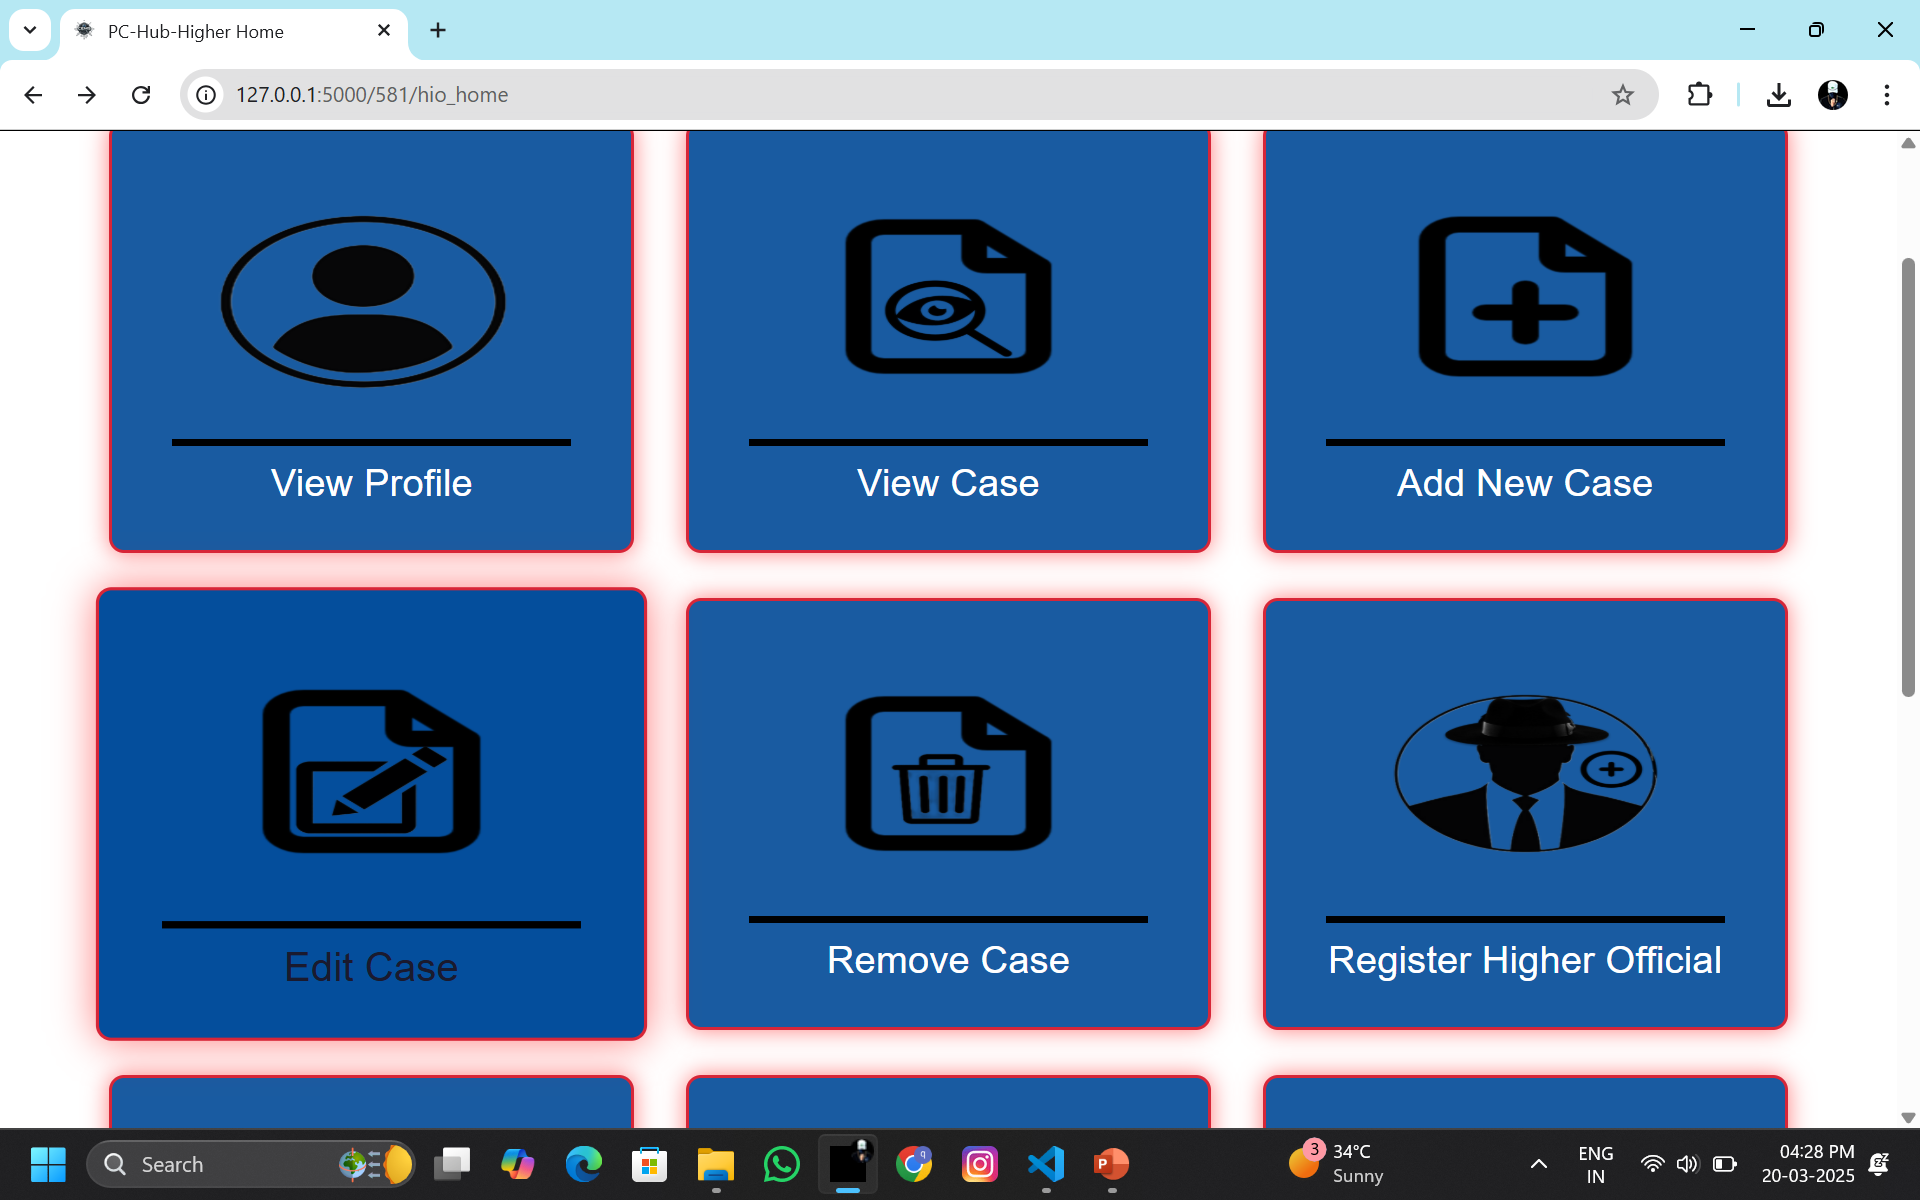 PC-Hub-Higher Home
127.0.0.1:5000/581/hio_home
View Profile
View Case
Add New Case
Edit Case
Remove Case
Register Higher Official
Search
3
34°C
Sunny
ENG
IN
04:28 PM
20-03-2025